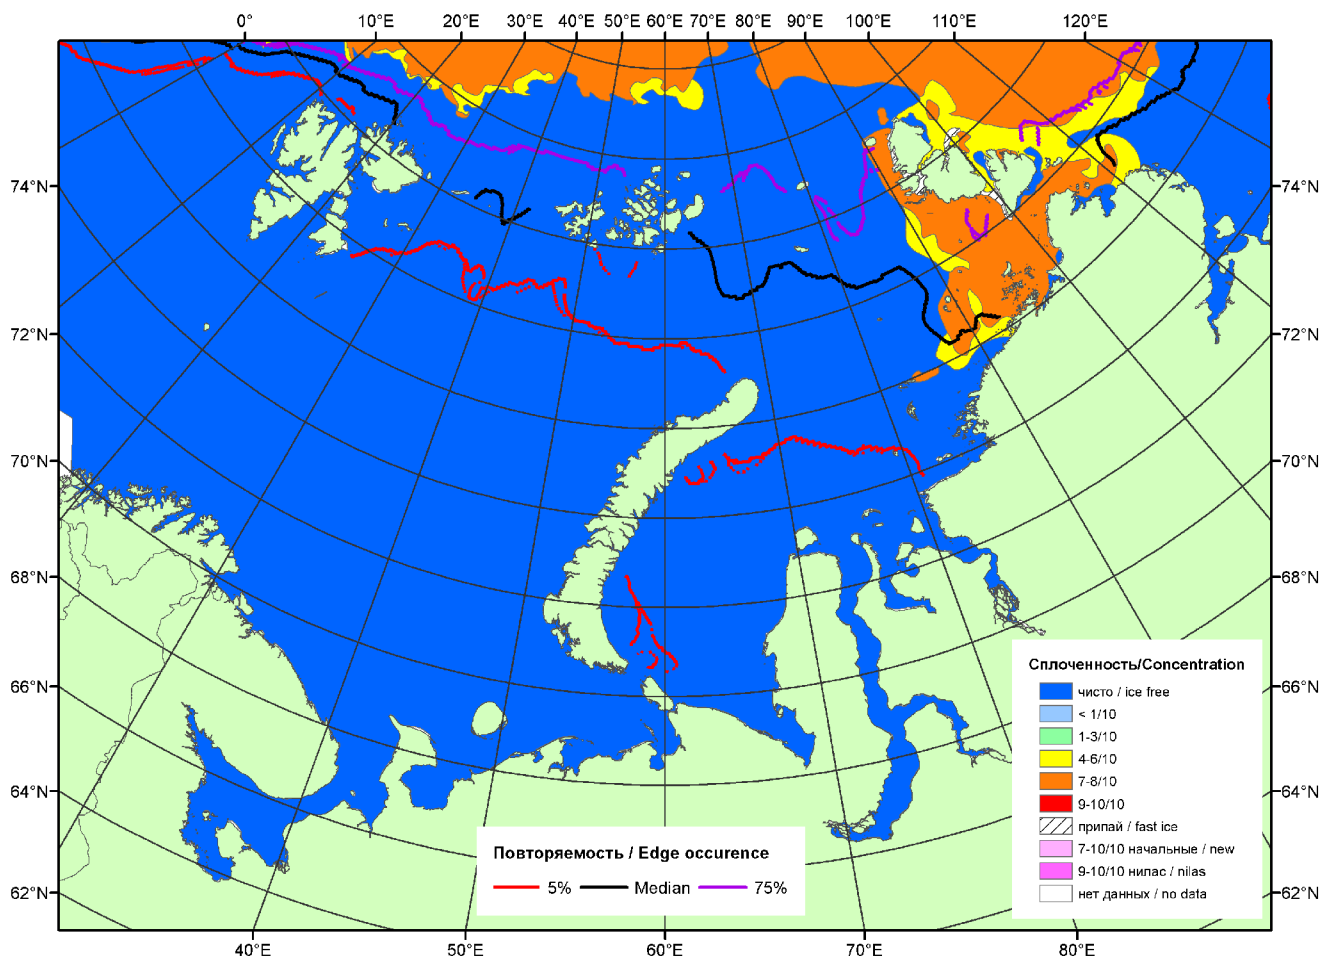 0° 10°E 20°E 30°E 40°E 50°E 60°E 70°E 80°E 90°E 100°E 110°E 120°E
74°N 74°N
72°N 72°N
70°N 70°N
68°N 68°N
66°N 66°N
64°N 64°N
62°N 62°N
Сплоченность/Concentration
чисто / ice free
< 1/10
1-3/10
4-6/10
7-8/10
9-10/10
припай / fast ice
7-10/10 начальные / new
9-10/10 нилас / nilas
нет данных / no data
Повторяемость / Edge occurence
5% Median 75%
40°E 50°E 60°E 70°E 80°E